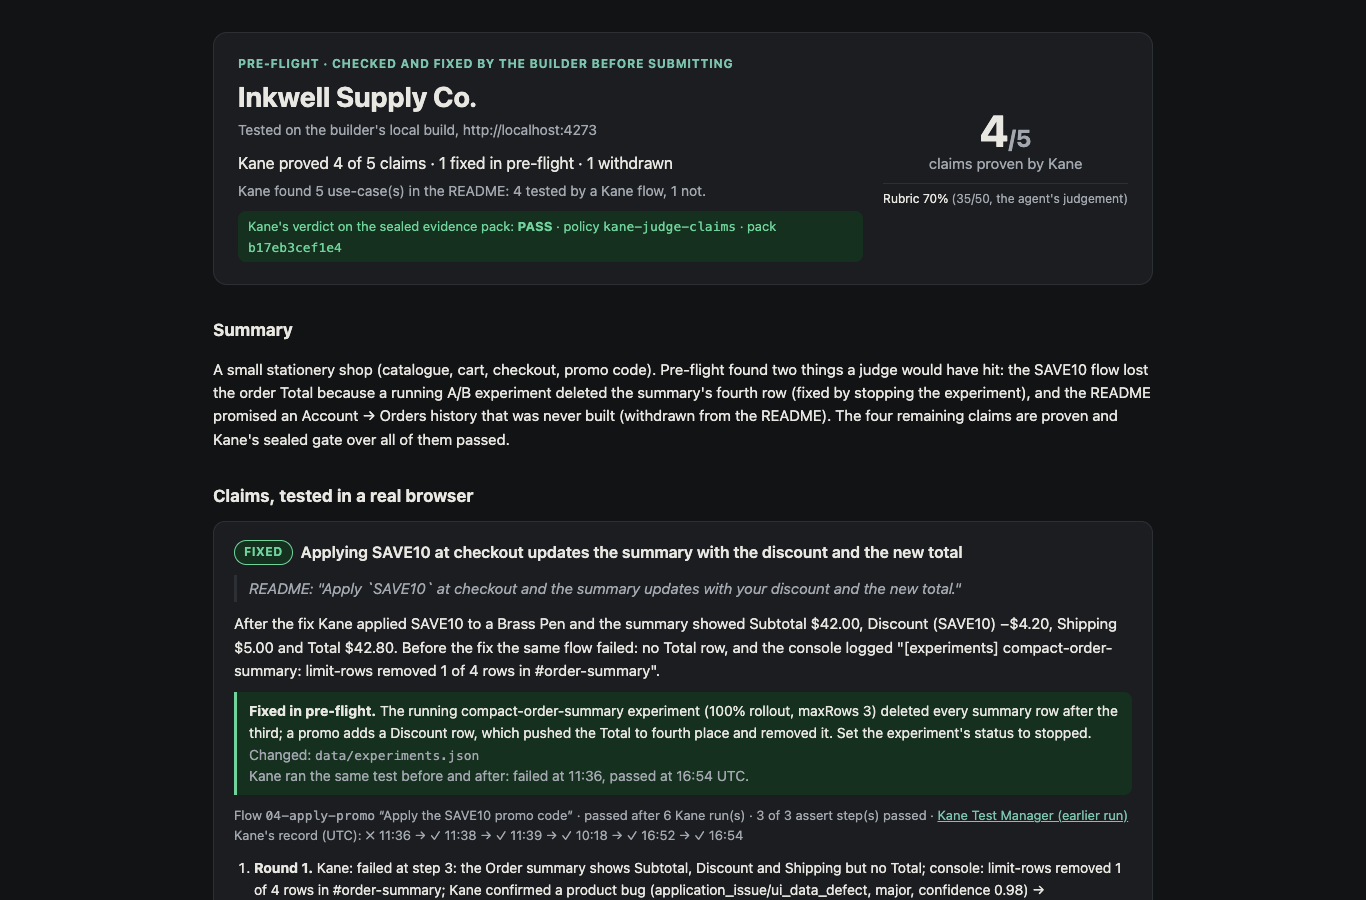 PRE-FLIGHT · CHECKED AND FIXED BY THE BUILDER BEFORE SUBMITTING
Inkwell Supply Co.
Tested on the builder's local build, http://localhost:4273
Kane proved 4 of 5 claims · 1 fixed in pre-flight · 1 withdrawn
Kane found 5 use-case(s) in the README: 4 tested by a Kane flow, 1 not.
Kane's verdict on the sealed evidence pack: PASS · policy kane-judge-claims · pack
b17eb3cef1e4
4/5
claims proven by Kane
Rubric 70% (35/50, the agent's judgement)
Summary
A small stationery shop (catalogue, cart, checkout, promo code). Pre-flight found two things a judge would have hit: the SAVE10 flow lost
the order Total because a running A/B experiment deleted the summary's fourth row (fixed by stopping the experiment), and the README
promised an Account → Orders history that was never built (withdrawn from the README). The four remaining claims are proven and
Kane's sealed gate over all of them passed.
Claims, tested in a real browser
FIXED Applying SAVE10 at checkout updates the summary with the discount and the new total
README: "Apply `SAVE10` at checkout and the summary updates with your discount and the new total."
After the fix Kane applied SAVE10 to a Brass Pen and the summary showed Subtotal $42.00, Discount (SAVE10) −$4.20, Shipping
$5.00 and Total $42.80. Before the fix the same flow failed: no Total row, and the console logged "[experiments] compact-order-
summary: limit-rows removed 1 of 4 rows in #order-summary".
Fixed in pre-flight. The running compact-order-summary experiment (100% rollout, maxRows 3) deleted every summary row after the
third; a promo adds a Discount row, which pushed the Total to fourth place and removed it. Set the experiment's status to stopped.
Changed: data/experiments.json
Kane ran the same test before and after: failed at 11:36, passed at 16:54 UTC.
Flow 04-apply-promo "Apply the SAVE10 promo code" · passed after 6 Kane run(s) · 3 of 3 assert step(s) passed · Kane Test Manager (earlier run)
Kane's record (UTC): ✕ 11:36 → ✓ 11:38 → ✓ 11:39 → ✓ 10:18 → ✓ 16:52 → ✓ 16:54
1. Round 1. Kane: failed at step 3: the Order summary shows Subtotal, Discount and Shipping but no Total; console: limit-rows removed 1
of 4 rows in #order-summary; Kane confirmed a product bug (application_issue/ui_data_defect, major, confidence 0.98) →